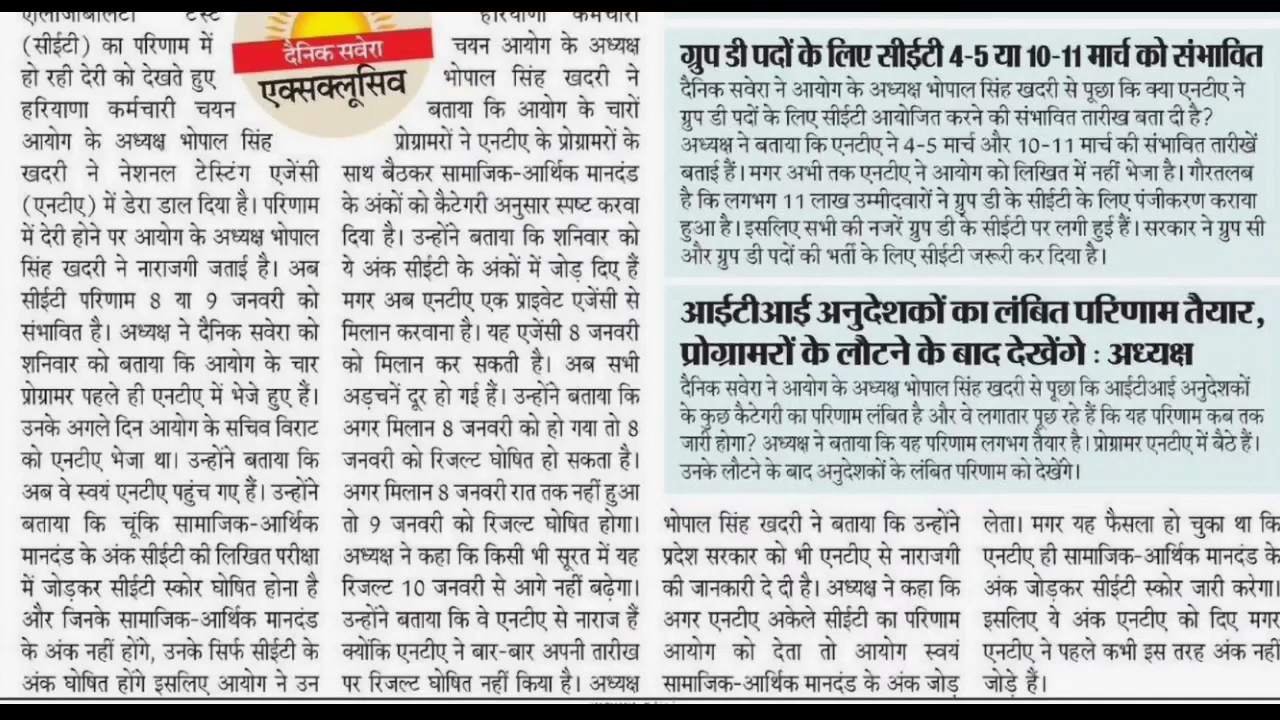 टेस्ट
(सीईटी) का परिणाम में
हो रही देरी को देखते हुए
हरियाणा कर्मचारी चयन
आयोग के अध्यक्ष भोपाल सिंह
खदरी ने नेशनल टेस्टिंग एजेंसी
(एनटीए) में डेरा डाल दिया है। परिणाम
में देरी होने पर आयोग के अध्यक्ष भोपाल
सिंह खदरी ने नाराजगी जताई है। अब
सीईटी परिणाम 8 या 9 जनवरी को
संभावित है। अध्यक्ष ने दैनिक सवेरा को
शनिवार को बताया कि आयोग के चार
प्रोग्रामर पहले ही एनटीए में भेजे हुए हैं।
उनके अगले दिन आयोग के सचिव विराट
को एनटीए भेजा था। उन्होंने बताया कि
अब वे स्वयं एनटीए पहुंच गए हैं। उन्होंने
बताया कि चूंकि सामाजिक-आर्थिक
मानदंड के अंक सीईटी की लिखित परीक्षा
में जोड़कर सीईटी स्कोर घोषित होना है
और जिनके सामाजिक-आर्थिक मानदंड
के अंक नहीं होंगे, उनके सिर्फ सीईटी के
अंक घोषित होंगे इसलिए आयोग ने उन
दैनिक सवेरा
एक्सक्लूसिव
हरियाणा कर्मचारी
चयन आयोग के अध्यक्ष
भोपाल सिंह खदरी ने
बताया कि आयोग के चारों
प्रोग्रामरों ने एनटीए के प्रोग्रामरों के
साथ बैठकर सामाजिक-आर्थिक मानदंड
के अंकों को कैटेगरी अनुसार स्पष्ट करवा
दिया है। उन्होंने बताया कि शनिवार को
ये अंक सीईटी के अंकों में जोड़ दिए हैं
मगर अब एनटीए एक प्राइवेट एजेंसी से
मिलान करवाना है। यह एजेंसी 8 जनवरी
को मिलान कर सकती है। अब सभी
अड़चनें दूर हो गई हैं। उन्होंने बताया कि
अगर मिलान 8 जनवरी को हो गया तो 8
जनवरी को रिजल्ट घोषित हो सकता है।
अगर मिलान 8 जनवरी रात तक नहीं हुआ
तो 9 जनवरी को रिजल्ट घोषित होगा।
अध्यक्ष ने कहा कि किसी भी सूरत में यह
रिजल्ट 10 जनवरी से आगे नहीं बढ़ेगा।
उन्होंने बताया कि वे एनटीए से नाराज हैं
क्योंकि एनटीए ने बार-बार अपनी तारीख
पर रिजल्ट घोषित नहीं किया है। अध्यक्ष
ग्रुप डी पदों के लिए सीईटी 4-5 या 10-11 मार्च को संभावित
दैनिक सवेरा ने आयोग के अध्यक्ष भोपाल सिंह खदरी से पूछा कि क्या एनटीए ने
ग्रुप डी पदों के लिए सीईटी आयोजित करने की संभावित तारीख बता दी है?
अध्यक्ष ने बताया कि एनटीए ने 4-5 मार्च और 10-11 मार्च की संभावित तारीखें
बताई हैं। मगर अभी तक एनटीए ने आयोग को लिखित में नहीं भेजा है। गौरतलब
है कि लगभग 11 लाख उम्मीदवारों ने ग्रुप डी के सीईटी के लिए पंजीकरण कराया
हुआ है। इसलिए सभी की नजरें ग्रुप डी के सीईटी पर लगी हुई हैं। सरकार ने ग्रुप सी
और ग्रुप डी पदों की भर्ती के लिए सीईटी जरूरी कर दिया है।
आईटीआई अनुदेशकों का लंबित परिणाम तैयार,
प्रोग्रामरों के लौटने के बाद देखेंगे : अध्यक्ष
दैनिक सवेरा ने आयोग के अध्यक्ष भोपाल सिंह खदरी से पूछा कि आईटीआई अनुदेशकों
के कुछ कैटेगरी का परिणाम लंबित है और वे लगातार पूछ रहे हैं कि यह परिणाम कब तक
जारी होगा? अध्यक्ष ने बताया कि यह परिणाम लगभग तैयार है। प्रोग्रामर एनटीए में बैठे हैं।
उनके लौटने के बाद अनुदेशकों के लंबित परिणाम को देखेंगे।
भोपाल सिंह खदरी ने बताया कि उन्होंने
प्रदेश सरकार को भी एनटीए से नाराजगी
की जानकारी दे दी है। अध्यक्ष ने कहा कि
अगर एनटीए अकेले सीईटी का परिणाम
आयोग को देता तो आयोग स्वयं
सामाजिक-आर्थिक मानदंड के अंक जोड़
लेता। मगर यह फैसला हो चुका था कि
एनटीए ही सामाजिक-आर्थिक मानदंड के
अंक जोड़कर सीईटी स्कोर जारी करेगा।
इसलिए ये अंक एनटीए को दिए मगर
एनटीए ने पहले कभी इस तरह अंक नही
जोड़े हैं।